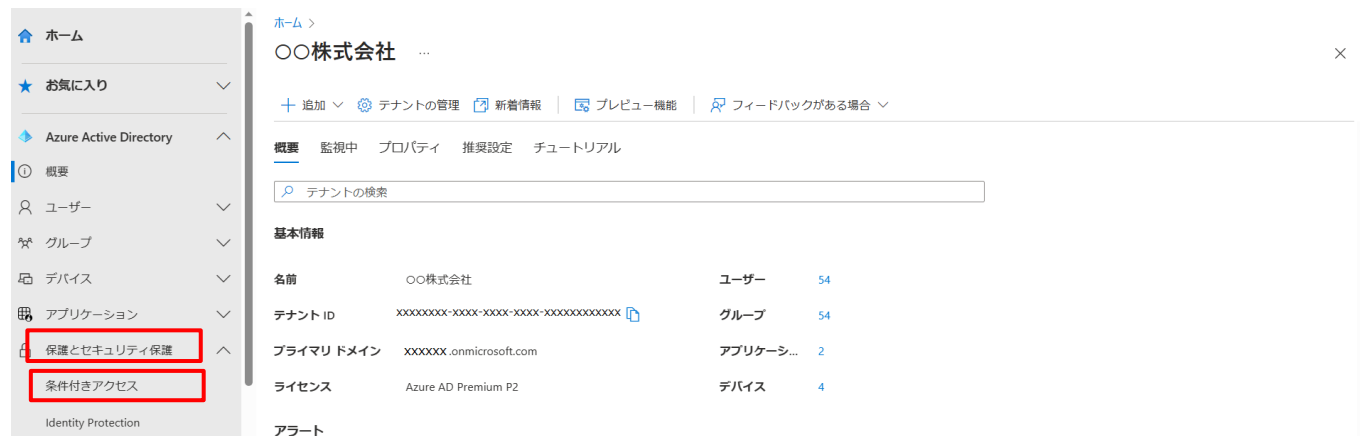 ホーム
お気に入り
Azure Active Directory
概要
ユーザー
グループ
デバイス
アプリケーション
保護とセキュリティ保護
条件付きアクセス
Identity Protection
ホーム >
○○株式会社 …
追加 テナントの管理 新着情報 プレビュー機能 フィードバックがある場合
概要 監視中 プロパティ 推奨設定 チュートリアル
テナントの検索
基本情報
名前 ○○株式会社 ユーザー 54
テナント ID xxxxxxxx-xxxx-xxxx-xxxx-xxxxxxxxxxxx グループ 54
プライマリ ドメイン xxxxxx .onmicrosoft.com アプリケーシ... 2
ライセンス Azure AD Premium P2 デバイス 4
アラート